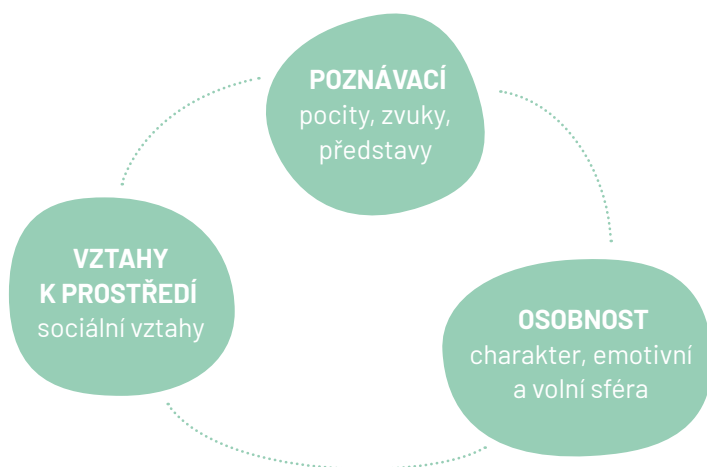 POZNÁVACÍ
pocity, zvuky,
představy
VZTAHY
K PROSTŘEDÍ
sociální vztahy
OSOBNOST
charakter, emotivní
a volní sféra